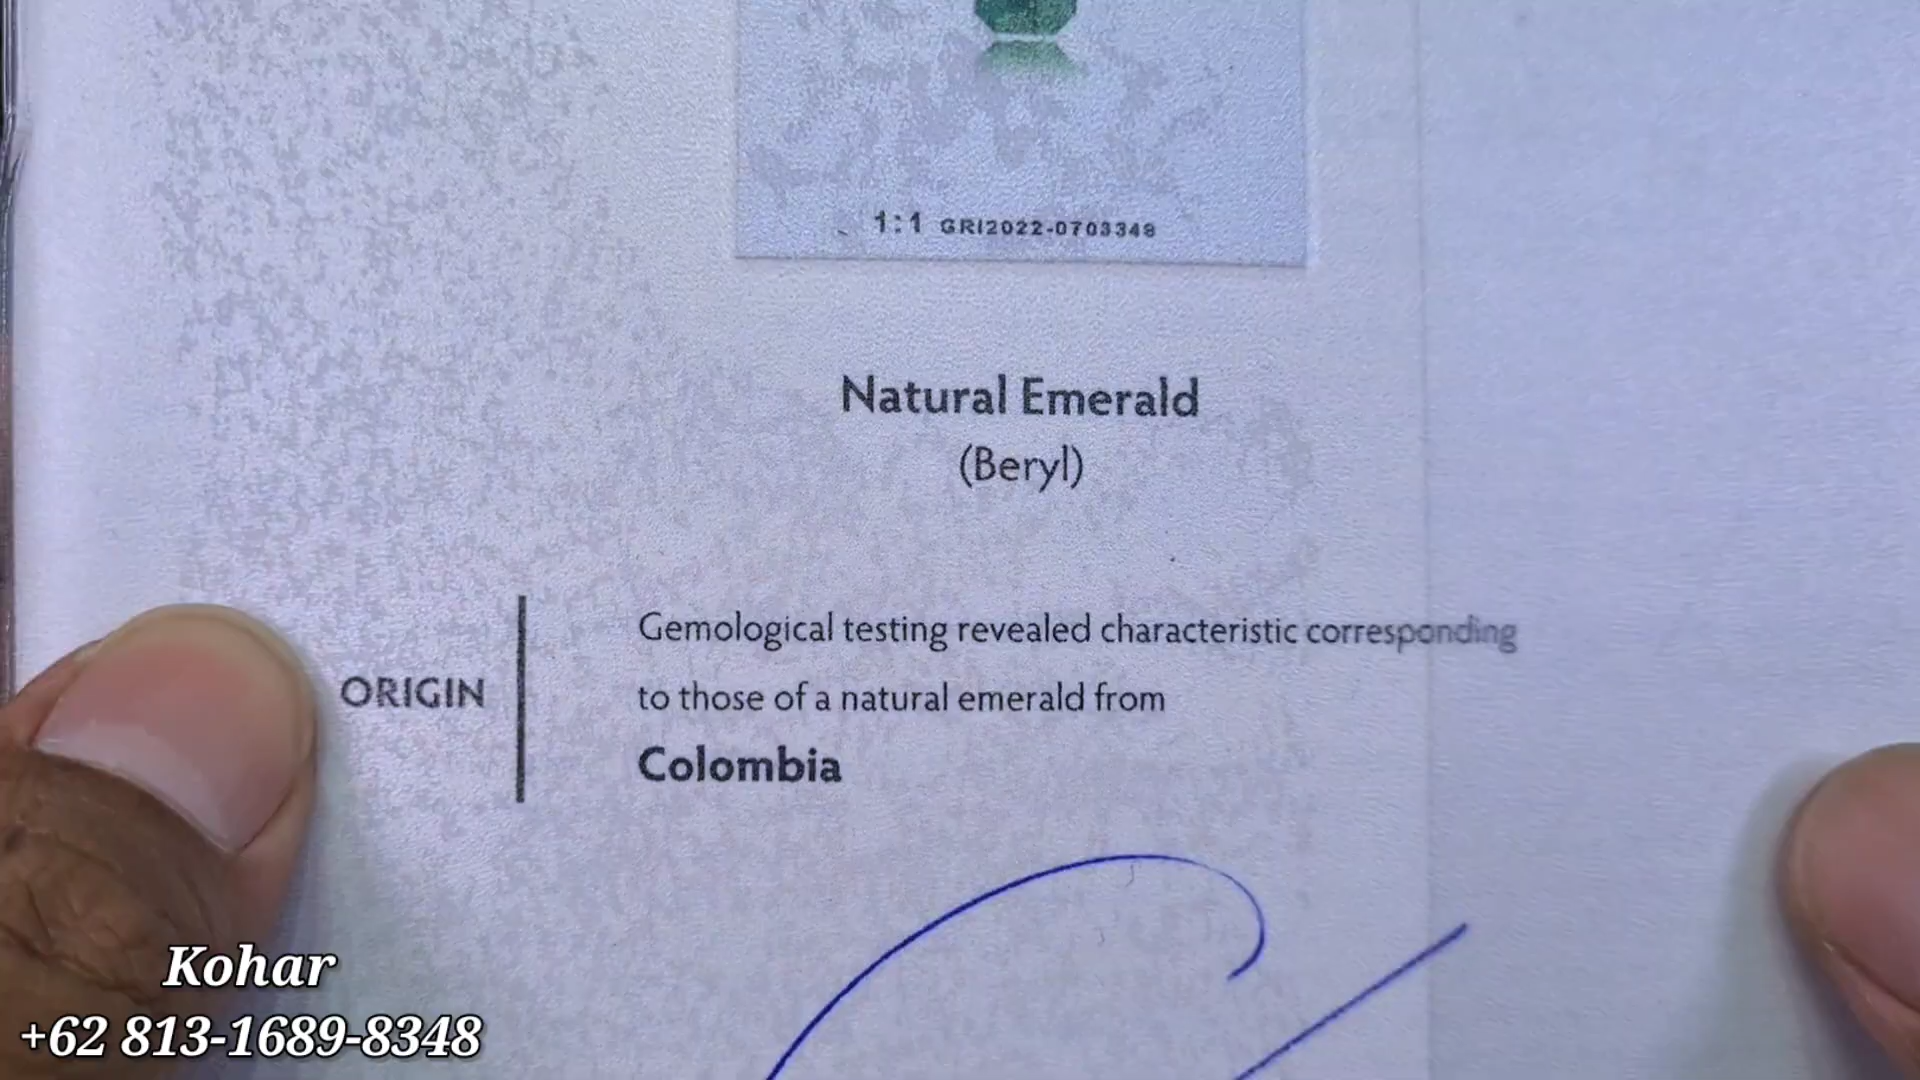 1:1 GRI2022-0703348
Natural Emerald
(Beryl)
ORIGIN
Gemological testing revealed characteristic corresponding
to those of a natural emerald from
Colombia
Kohar
+62 813-1689-8348